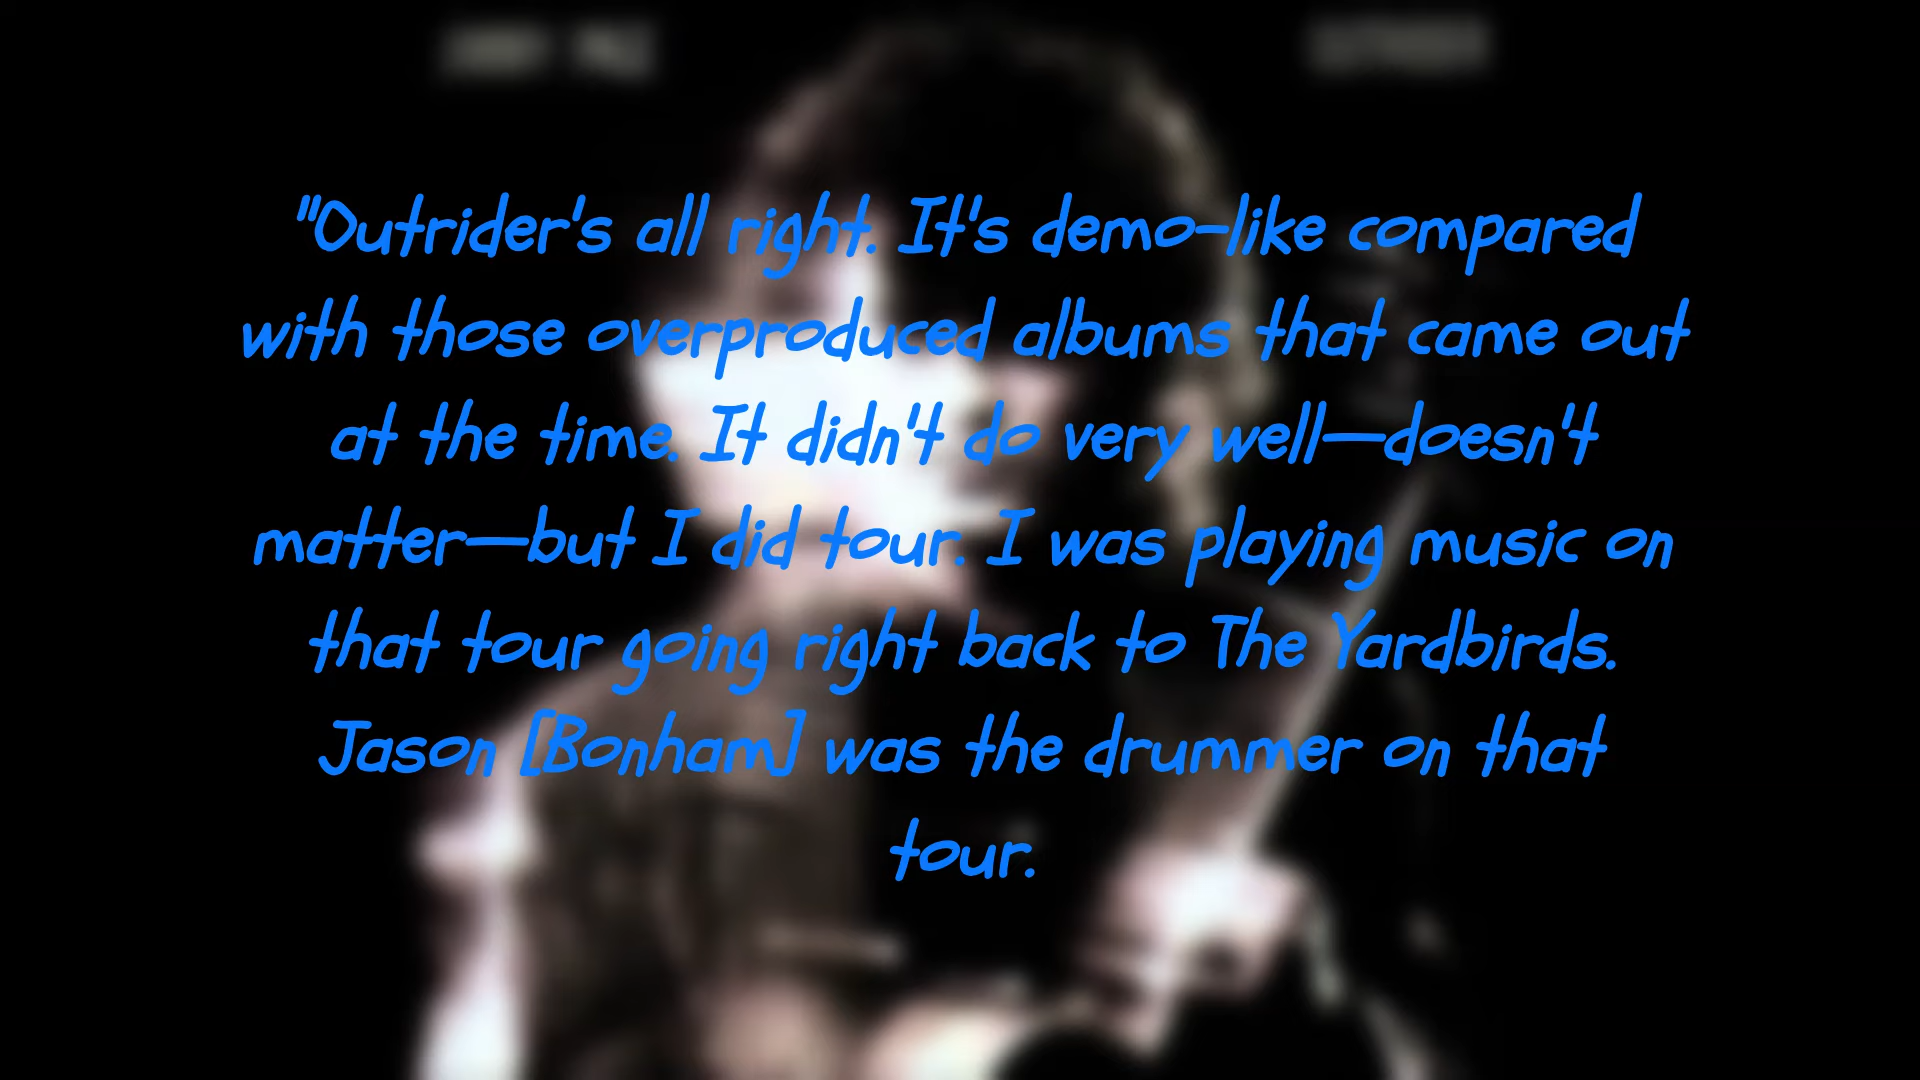 "Outrider's all right. It's demo-like compared
with those overproduced albums that came out
at the time. It didn't do very well—doesn't
matter—but I did tour. I was playing music on
that tour going right back to The Yardbirds.
Jason [Bonham] was the drummer on that
tour.